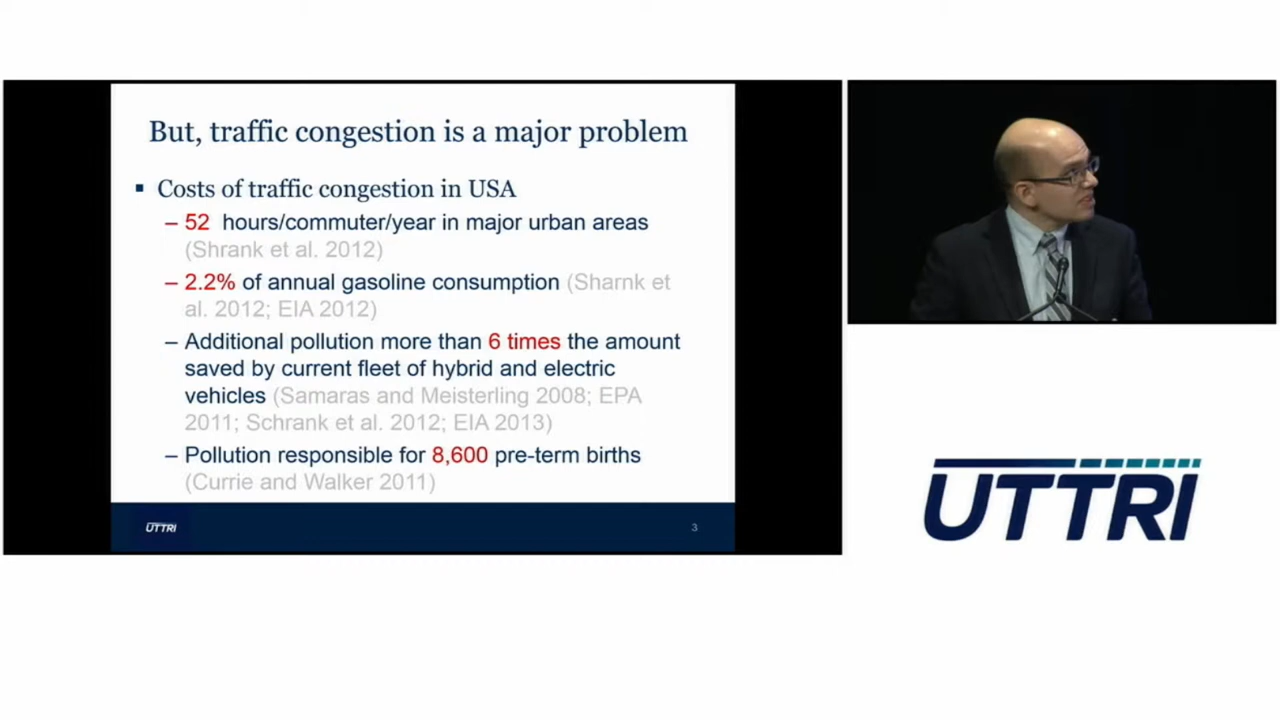 But, traffic congestion is a major problem
▪ Costs of traffic congestion in USA
– 52 hours/commuter/year in major urban areas
(Shrank et al. 2012)
– 2.2% of annual gasoline consumption (Sharnk et
al. 2012; EIA 2012)
– Additional pollution more than 6 times the amount
saved by current fleet of hybrid and electric
vehicles (Samaras and Meisterling 2008; EPA
2011; Schrank et al. 2012; EIA 2013)
– Pollution responsible for 8,600 pre-term births
(Currie and Walker 2011)
UTTRI
3
UTTRI